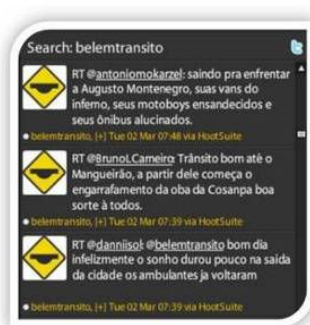 Search: belemtransito
RT @antoniomokarzel: saindo pra enfrentar
a Augusto Montenegro, suas vans do
inferno, seus motoboys ensandecidos e
seus ônibus alucinados.
belemtransito, [+] Tue 02 Mar 07:48 via HootSuite
RT @BrunoLCarneiro: Trânsito bom até o
Mangueirão, a partir dele começa o
engarrafamento da oba da Cosanpa boa
sorte à todos.
belemtransito, [+] Tue 02 Mar 07:39 via HootSuite
RT @danniisol: @belemtransito bom dia
infelizmente o sonho durou pouco na saída
da cidade os ambulantes ja voltaram
belemtransito, [+] Tue 02 Mar 07:39 via HootSuite